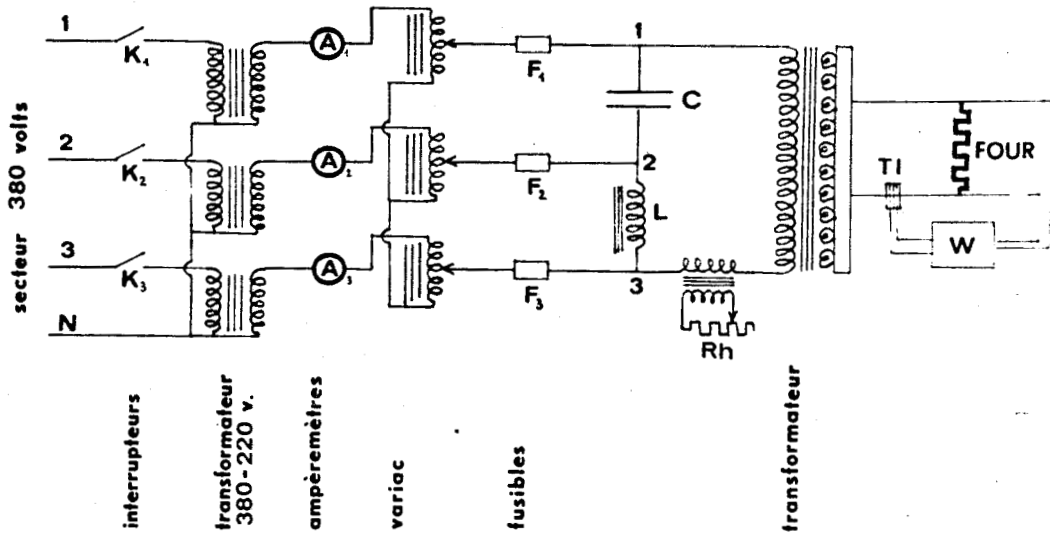 secteur 380 volts
1
K1
A1
F1
1
C
2
K2
A2
F2
2
L
3
K3
A3
F3
3
N
Rh
TI
FOUR
W
interrupteurs
transformateur
380-220 v.
ampèremètres
variac
fusibles
transformateur